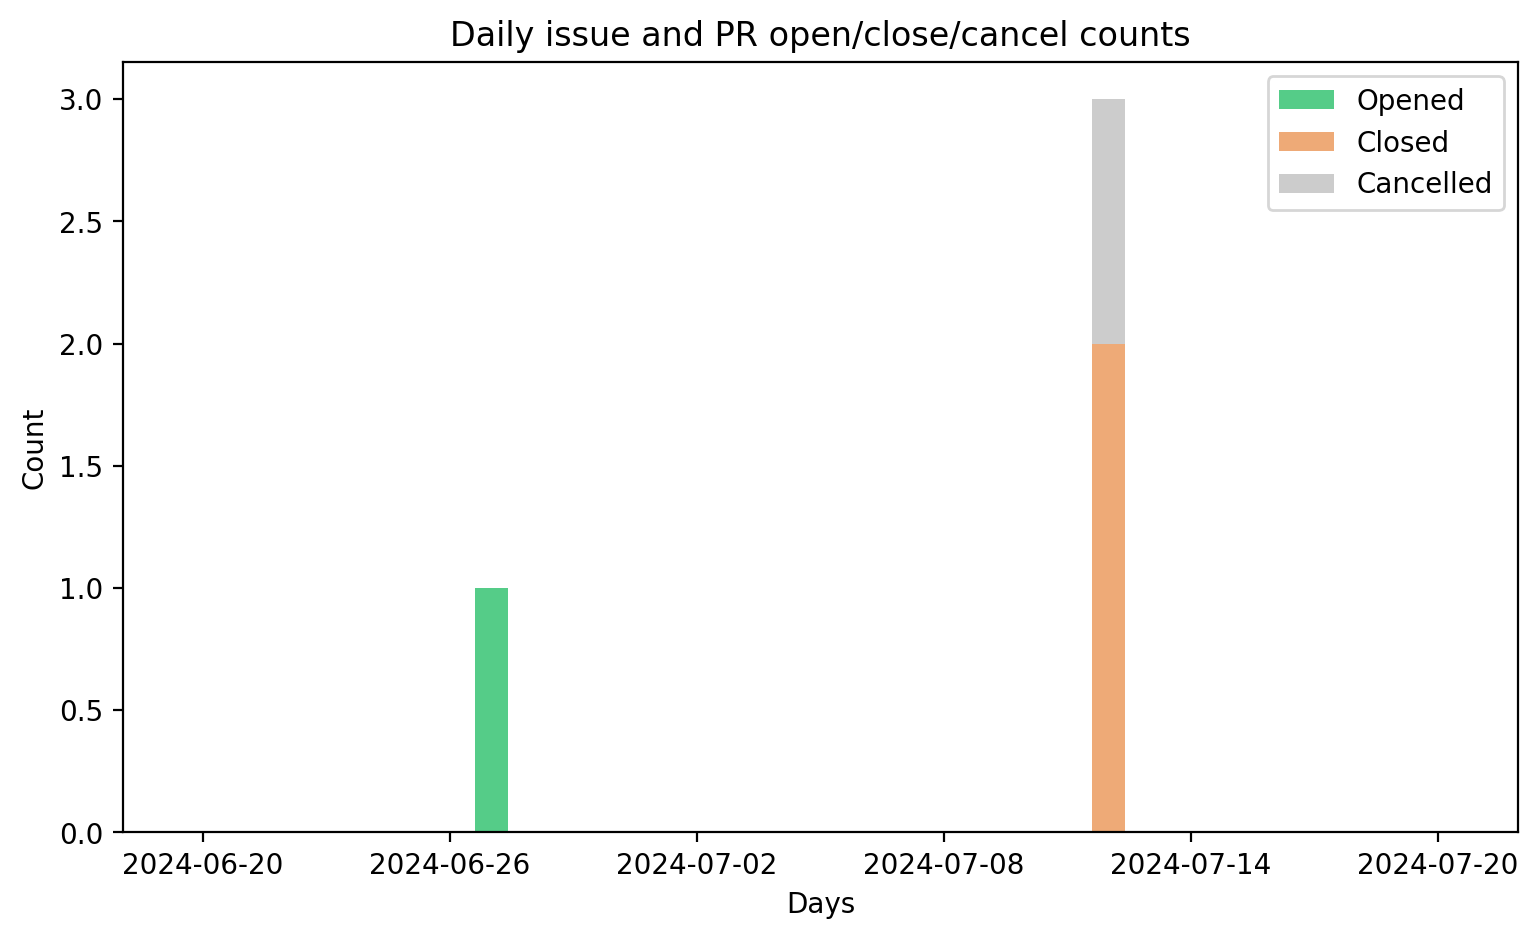 Daily issue and PR open/close/cancel counts
Opened
Closed
Cancelled
3.0
2.5
2.0
1.5
1.0
0.5
0.0
Count
2024-06-20
2024-06-26
2024-07-02
2024-07-08
2024-07-14
2024-07-20
Days